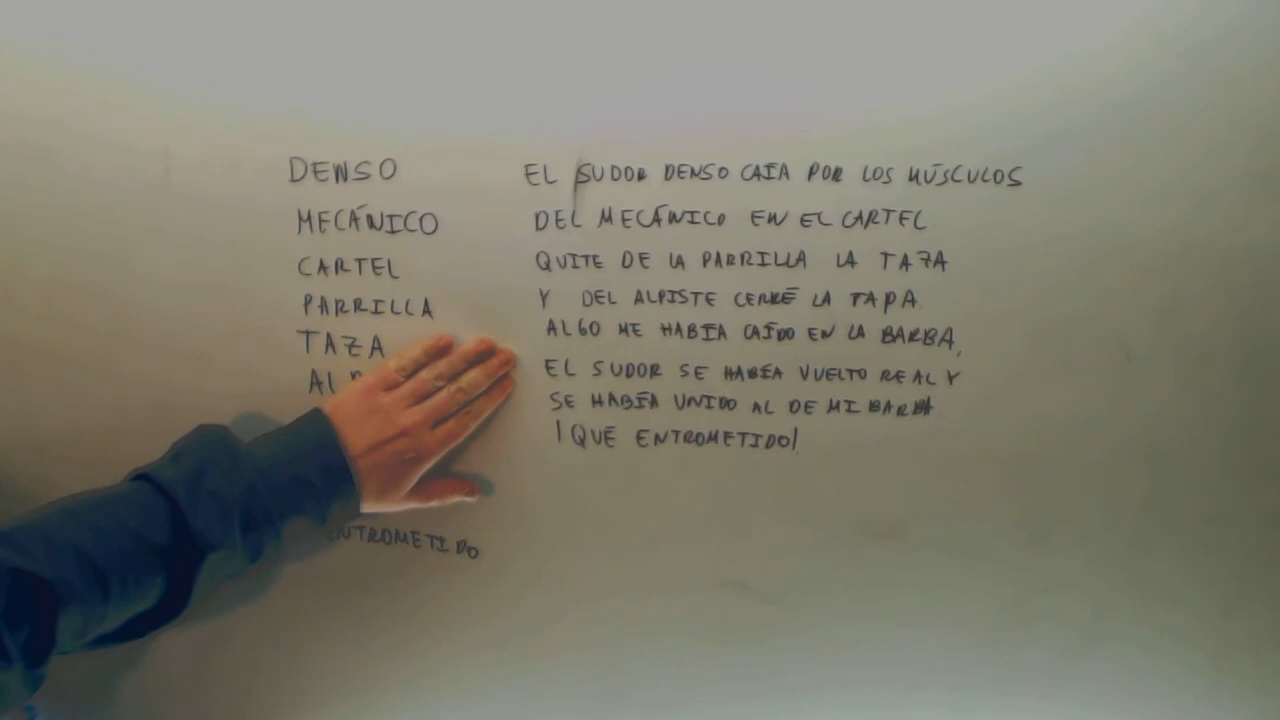 DENSO
MECÁNICO
CARTEL
PARRILLA
TAZA
ENTROMETIDO
EL SUDOR DENSO CAÍA POR LOS MÚSCULOS
DEL MECÁNICO EN EL CARTEL
QUITE DE LA PARRILLA LA TAZA
Y DEL ALPISTE CERRÉ LA TAPA.
ALGO ME HABÍA CAÍDO EN LA BARBA,
EL SUDOR SE HABÍA VUELTO REAL Y
SE HABÍA UNIDO AL DE MI BARBA
¡QUÉ ENTROMETIDO!